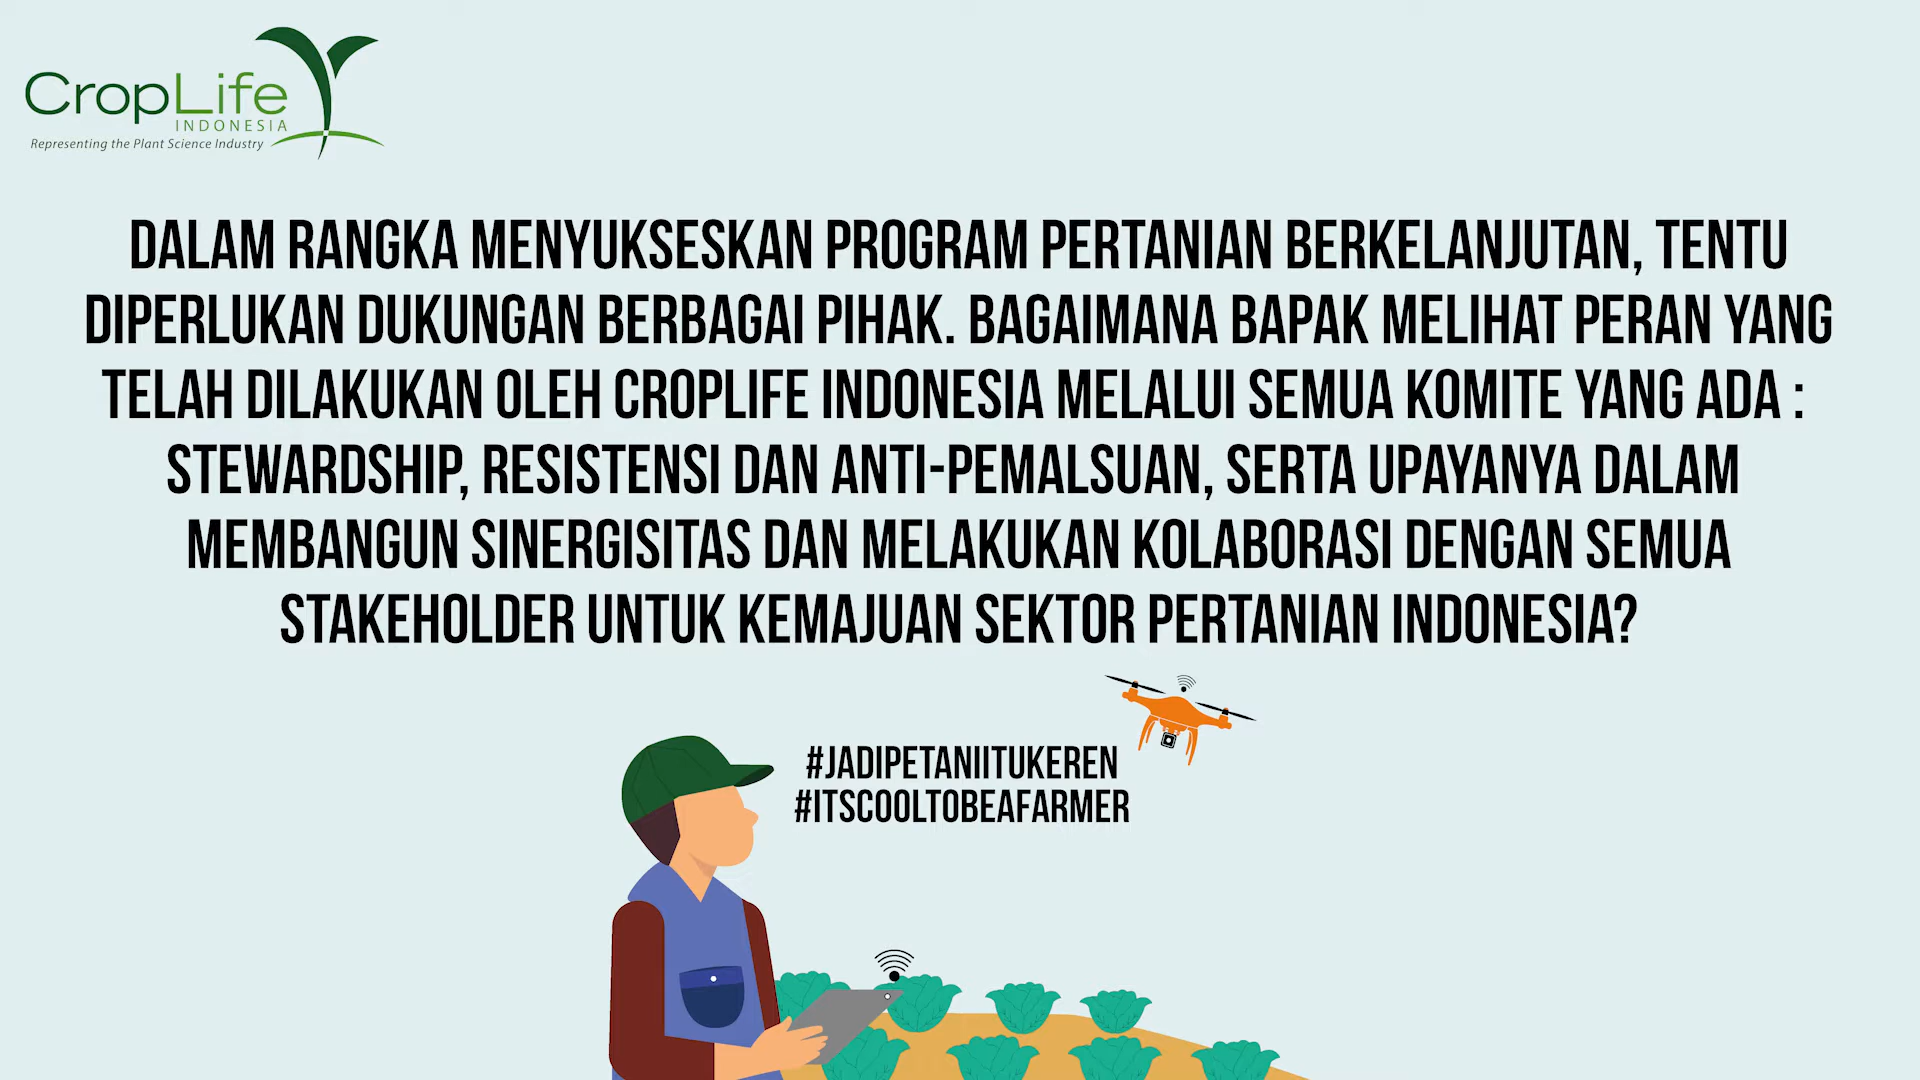 CropLife
INDONESIA
Representing the Plant Science Industry
DALAM RANGKA MENYUKSESKAN PROGRAM PERTANIAN BERKELANJUTAN, TENTU
DIPERLUKAN DUKUNGAN BERBAGAI PIHAK. BAGAIMANA BAPAK MELIHAT PERAN YANG
TELAH DILAKUKAN OLEH CROPLIFE INDONESIA MELALUI SEMUA KOMITE YANG ADA :
STEWARDSHIP, RESISTENSI DAN ANTI-PEMALSUAN, SERTA UPAYANYA DALAM
MEMBANGUN SINERGISITAS DAN MELAKUKAN KOLABORASI DENGAN SEMUA
STAKEHOLDER UNTUK KEMAJUAN SEKTOR PERTANIAN INDONESIA?
#JADIPETANIITUKEREN
#ITSCOOLTOBEAFARMER